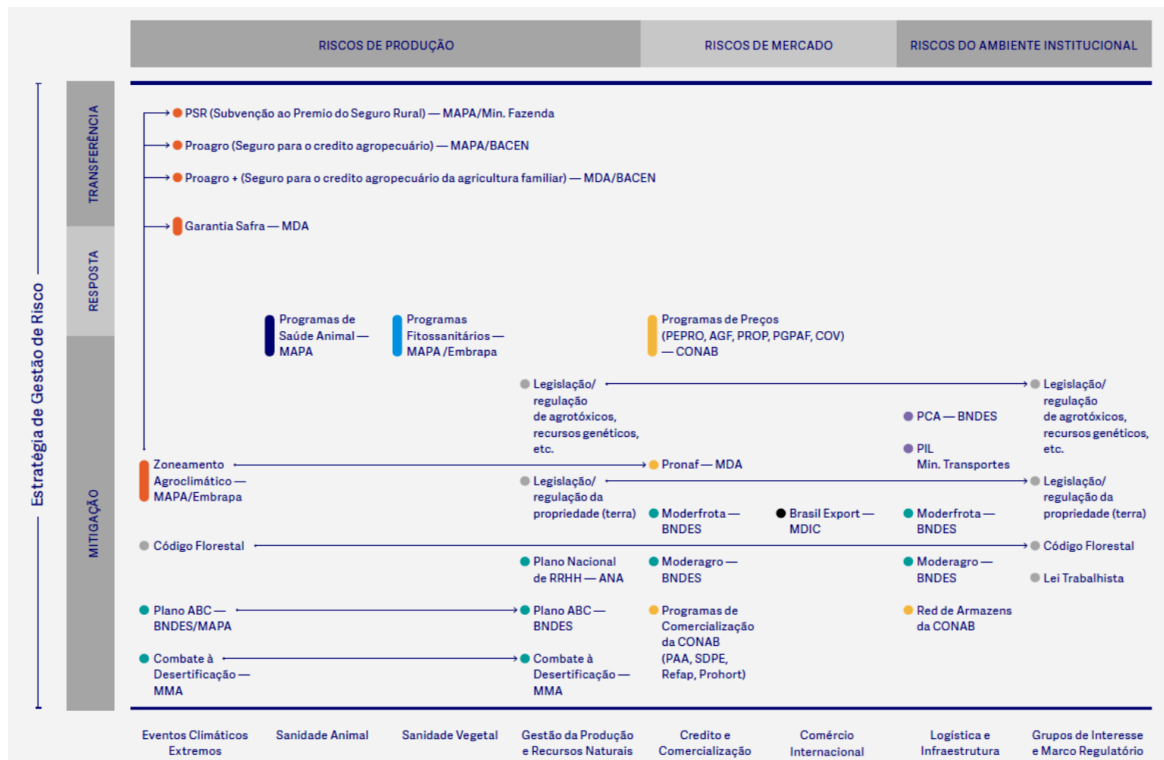 RISCOS DE PRODUÇÃO
RISCOS DE MERCADO
RISCOS DO AMBIENTE INSTITUCIONAL
Estratégia de Gestão de Risco
TRANSFERÊNCIA
PSR (Subvenção ao Premio do Seguro Rural) — MAPA/Min. Fazenda
Proagro (Seguro para o credito agropecuário) — MAPA/BACEN
Proagro + (Seguro para o credito agropecuário da agricultura familiar) — MDA/BACEN
Garantia Safra — MDA
RESPOSTA
Programas de
Saúde Animal —
MAPA
Programas
Fitossanitários —
MAPA /Embrapa
Programas de Preços
(PEPRO, AGF, PROP, PGPAF, COV)
— CONAB
MITIGAÇÃO
Zoneamento
Agroclimático —
MAPA/Embrapa
Código Florestal
Plano ABC —
BNDES/MAPA
Combate à
Desertificação —
MMA
Legislação/
regulação
de agrotóxicos,
recursos genéticos,
etc.
Legislação/
regulação da
propriedade (terra)
Plano Nacional
de RRHH — ANA
Plano ABC —
BNDES
Combate à
Desertificação —
MMA
Pronaf — MDA
Moderfrota —
BNDES
Moderagro —
BNDES
Programas de
Comercialização
da CONAB
(PAA, SDPE,
Refap, Prohort)
Brasil Export —
MDIC
PCA — BNDES
PIL
Min. Transportes
Moderfrota —
BNDES
Moderagro —
BNDES
Red de Armazens
da CONAB
Legislação/
regulação
de agrotóxicos,
recursos genéticos,
etc.
Legislação/
regulação da
propriedade (terra)
Código Florestal
Lei Trabalhista
Eventos Climáticos
Extremos
Sanidade Animal
Sanidade Vegetal
Gestão da Produção
e Recursos Naturais
Credito e
Comercialização
Comércio
Internacional
Logística e
Infraestrutura
Grupos de Interesse
e Marco Regulatório